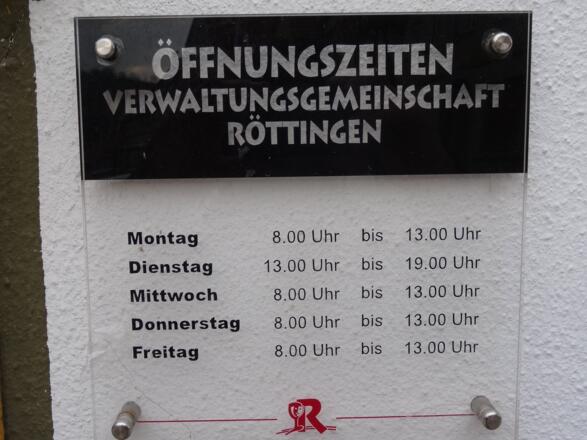 ÖFFNUNGSZEITEN
VERWALTUNGSGEMEINSCHAFT
RÖTTINGEN
Montag 8.00 Uhr bis 13.00 Uhr
Dienstag 13.00 Uhr bis 19.00 Uhr
Mittwoch 8.00 Uhr bis 13.00 Uhr
Donnerstag 8.00 Uhr bis 13.00 Uhr
Freitag 8.00 Uhr bis 13.00 Uhr
R